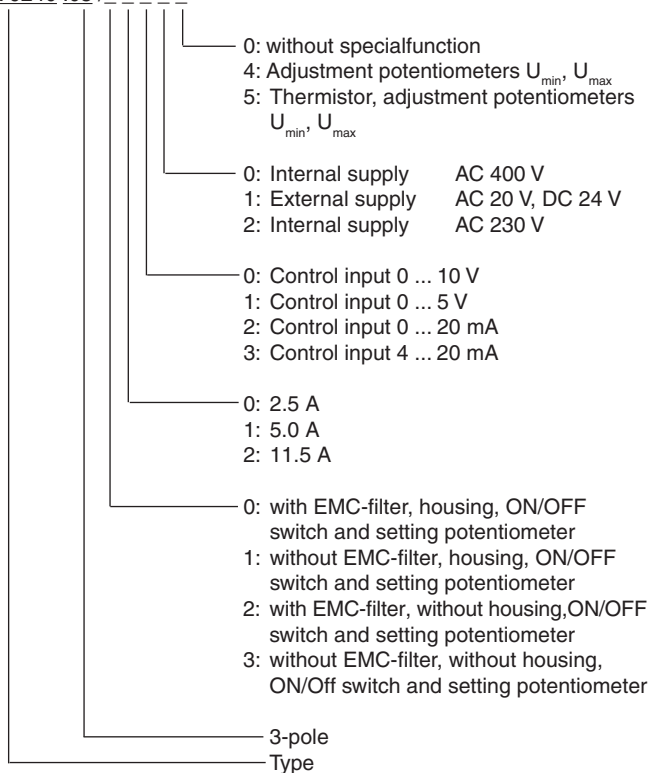 0: without specialfunction
4: Adjustment potentiometers Umin, Umax
5: Thermistor, adjustment potentiometers
Umin, Umax
0: Internal supply AC 400 V
1: External supply AC 20 V, DC 24 V
2: Internal supply AC 230 V
0: Control input 0 ... 10 V
1: Control input 0 ... 5 V
2: Control input 0 ... 20 mA
3: Control input 4 ... 20 mA
0: 2.5 A
1: 5.0 A
2: 11.5 A
0: with EMC-filter, housing, ON/OFF
switch and setting potentiometer
1: without EMC-filter, housing, ON/OFF
switch and setting potentiometer
2: with EMC-filter, without housing,ON/OFF
switch and setting potentiometer
3: without EMC-filter, without housing,
ON/Off switch and setting potentiometer
3-pole
Type